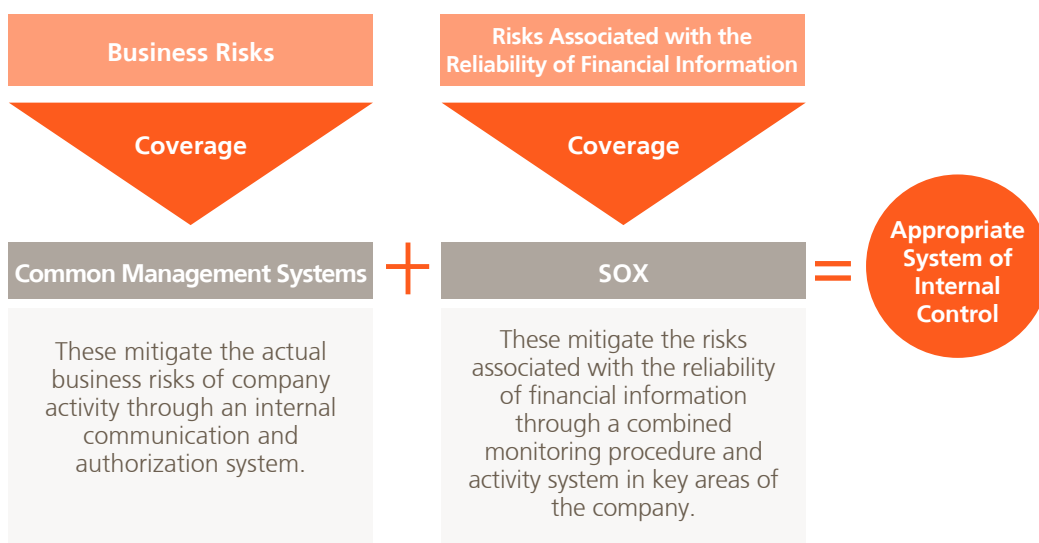 Business Risks
Risks Associated with the
Reliability of Financial Information
Coverage
Coverage
Common Management Systems
+
SOX
=
Appropriate
System of
Internal
Control
These mitigate the actual
business risks of company
activity through an internal
communication and
authorization system.
These mitigate the risks
associated with the reliability
of financial information
through a combined
monitoring procedure and
activity system in key areas of
the company.